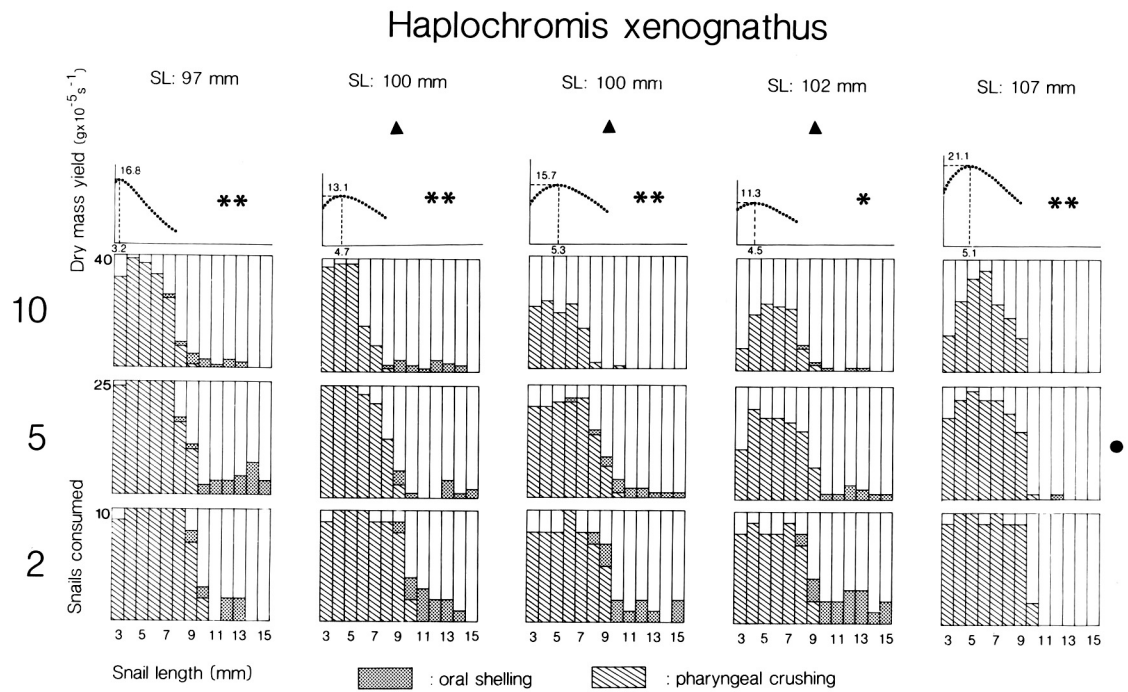 Haplochromis xenognathus
SL: 97 mm
SL: 100 mm
SL: 100 mm
SL: 102 mm
SL: 107 mm
▲
▲
▲
Dry mass yield (gx10⁻⁵s⁻¹)
16.8
**
3.2
13.1
**
4.7
15.7
**
5.3
11.3
*
4.5
21.1
**
5.1
10
40
5
25
●
2
10
Snails consumed
3 5 7 9 11 13 15
3 5 7 9 11 13 15
3 5 7 9 11 13 15
3 5 7 9 11 13 15
3 5 7 9 11 13 15
Snail length (mm)
: oral shelling
: pharyngeal crushing